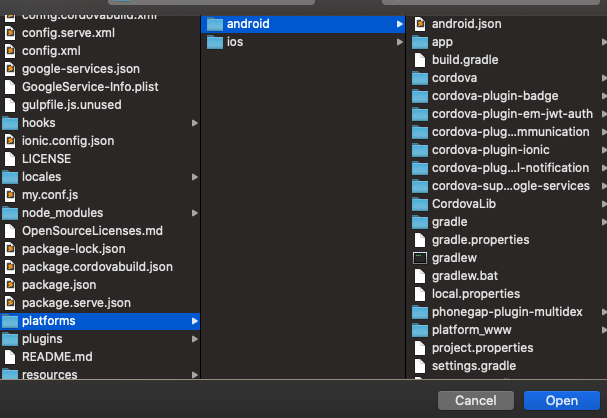 config.cordovabuild.xml
config.serve.xml
config.xml
google-services.json
GoogleService-Info.plist
gulpfile.js.unused
hooks
ionic.config.json
LICENSE
locales
my.conf.js
node_modules
OpenSourceLicenses.md
package-lock.json
package.cordovabuild.json
package.json
package.serve.json
platforms
plugins
README.md
resources
android
ios
android.json
app
build.gradle
cordova
cordova-plugin-badge
cordova-plugin-em-jwt-auth
cordova-plug...mmunication
cordova-plugin-ionic
cordova-plug...l-notification
cordova-sup...ogle-services
CordovaLib
gradle
gradle.properties
gradlew
gradlew.bat
local.properties
phonegap-plugin-multidex
platform_www
project.properties
settings.gradle
Cancel
Open